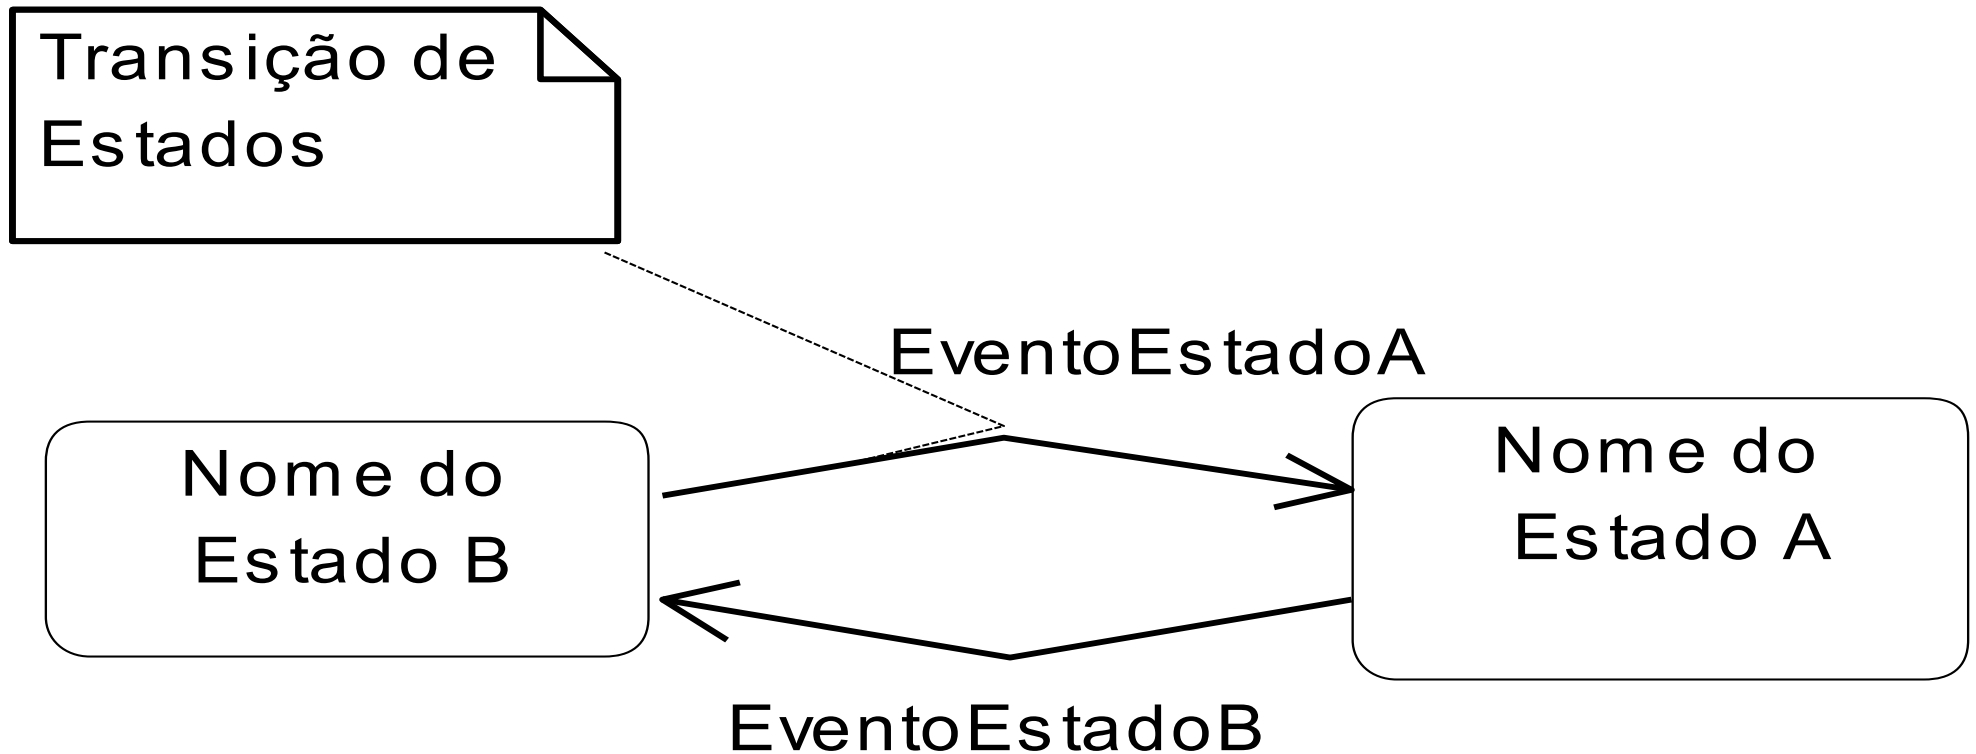 Transição de
Estados
EventoEstadoA
Nome do
Estado B
Nome do
Estado A
EventoEstadoB